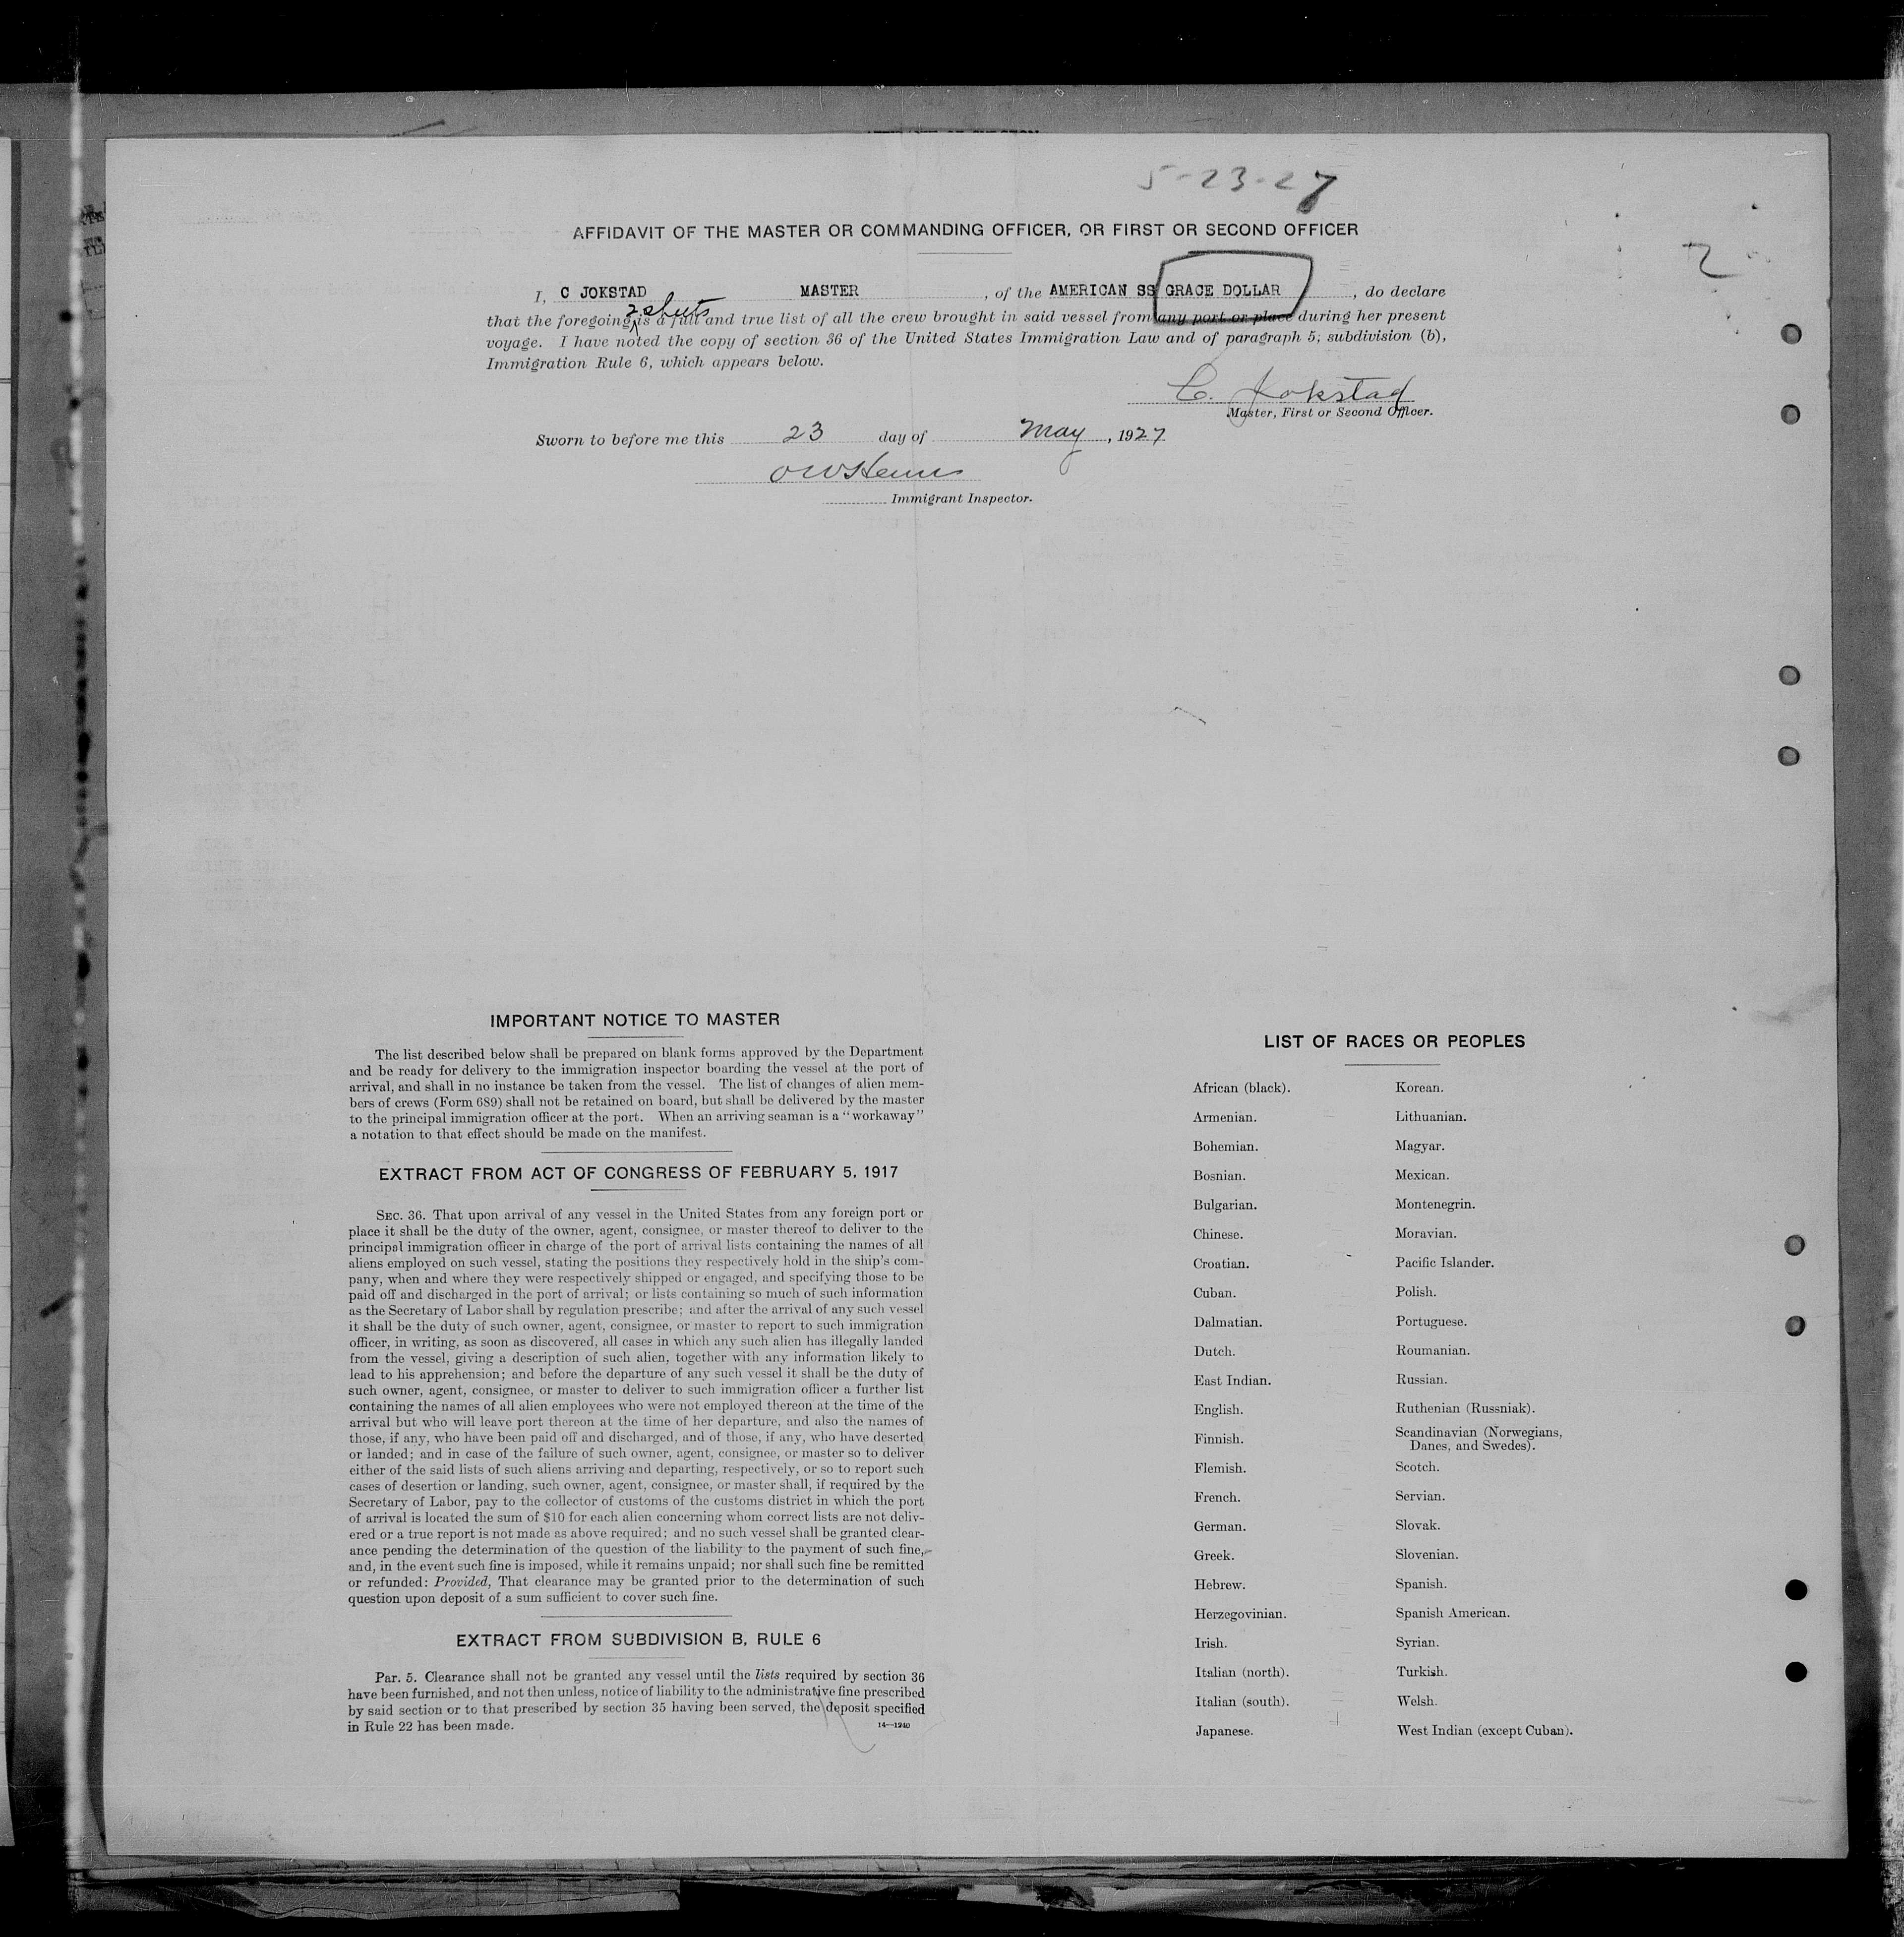 5-23-27
2
AFFIDAVIT OF THE MASTER OR COMMANDING OFFICER, OR FIRST OR SECOND OFFICER
I, C JOKSTAD MASTER, of the AMERICAN SS GRACE DOLLAR, do declare
2 sheets
that the foregoing is a full and true list of all the crew brought in said vessel from any port or place during her present
voyage. I have noted the copy of section 36 of the United States Immigration Law and of paragraph 5, subdivision (b),
Immigration Rule 6, which appears below.
C. Jokstad
Master, First or Second Officer.
Sworn to before me this 23 day of May, 1927
Immigrant Inspector.
IMPORTANT NOTICE TO MASTER
The list described below shall be prepared on blank forms approved by the Department
and be ready for delivery to the immigration inspector boarding the vessel at the port of
arrival, and shall in no instance be taken from the vessel. The list of changes of alien mem-
bers of crews (Form 689) shall not be retained on board, but shall be delivered by the master
to the principal immigration officer at the port. When an arriving seaman is a "workaway"
a notation to that effect should be made on the manifest.
EXTRACT FROM ACT OF CONGRESS OF FEBRUARY 5, 1917
SEC. 36. That upon arrival of any vessel in the United States from any foreign port or
place it shall be the duty of the owner, agent, consignee, or master thereof to deliver to the
principal immigration officer in charge of the port of arrival lists containing the names of all
aliens employed on such vessel, stating the positions they respectively hold in the ship's com-
pany, when and where they were respectively shipped or engaged, and specifying those to be
paid off and discharged in the port of arrival; or lists containing so much of such information
as the Secretary of Labor shall by regulation prescribe; and after the arrival of any such vessel
it shall be the duty of such owner, agent, consignee, or master to report to such immigration
officer, in writing, as soon as discovered, all cases in which any such alien has illegally landed
from the vessel, giving a description of such alien, together with any information likely to
lead to his apprehension; and before the departure of any such vessel it shall be the duty of
such owner, agent, consignee, or master to deliver to such immigration officer a further list
containing the names of all alien employees who were not employed thereon at the time of the
arrival but who will leave port thereon at the time of her departure, and also the names of
those, if any, who have been paid off and discharged, and of those, if any, who have deserted
or landed; and in case of the failure of such owner, agent, consignee, or master so to deliver
either of the said lists of such aliens arriving and departing, respectively, or so to report such
cases of desertion or landing, such owner, agent, consignee, or master shall, if required by the
Secretary of Labor, pay to the collector of customs of the customs district in which the port
of arrival is located the sum of $10 for each alien concerning whom correct lists are not deliv-
ered or a true report is not made as above required; and no such vessel shall be granted clear-
ance pending the determination of the question of the liability to the payment of such fine,
and, in the event such fine is imposed, while it remains unpaid; nor shall such fine be remitted
or refunded: Provided, That clearance may be granted prior to the determination of such
question upon deposit of a sum sufficient to cover such fine.
EXTRACT FROM SUBDIVISION B, RULE 6
Par. 5. Clearance shall not be granted any vessel until the lists required by section 36
have been furnished, and not then unless, notice of liability to the administrative fine prescribed
by said section or to that prescribed by section 35 having been served, the deposit specified
in Rule 22 has been made.
14—1240
LIST OF RACES OR PEOPLES
African (black).
Armenian.
Bohemian.
Bosnian.
Bulgarian.
Chinese.
Croatian.
Cuban.
Dalmatian.
Dutch.
East Indian.
English.
Finnish.
Flemish.
French.
German.
Greek.
Hebrew.
Herzegovinian.
Irish.
Italian (north).
Italian (south).
Japanese.
Korean.
Lithuanian.
Magyar.
Mexican.
Montenegrin.
Moravian.
Pacific Islander.
Polish.
Portuguese.
Roumanian.
Russian.
Ruthenian (Russniak).
Scandinavian (Norwegians,
Danes, and Swedes).
Scotch.
Servian.
Slovak.
Slovenian.
Spanish.
Spanish American.
Syrian.
Turkish.
Welsh.
West Indian (except Cuban).